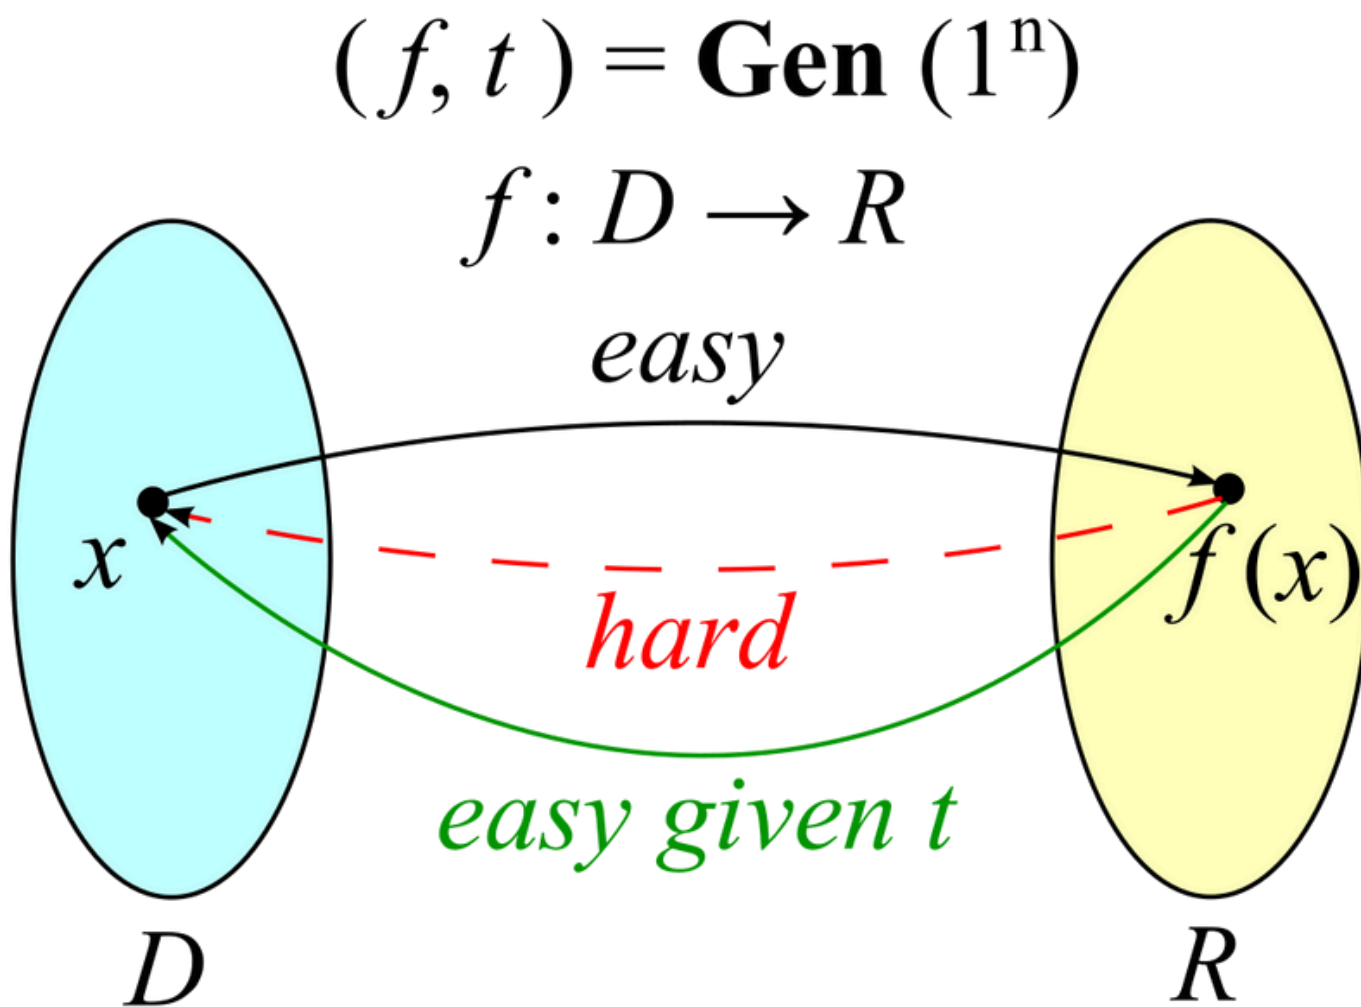 ( f, t ) = Gen (1ⁿ)
f : D → R
easy
x
f (x)
hard
easy given t
D
R